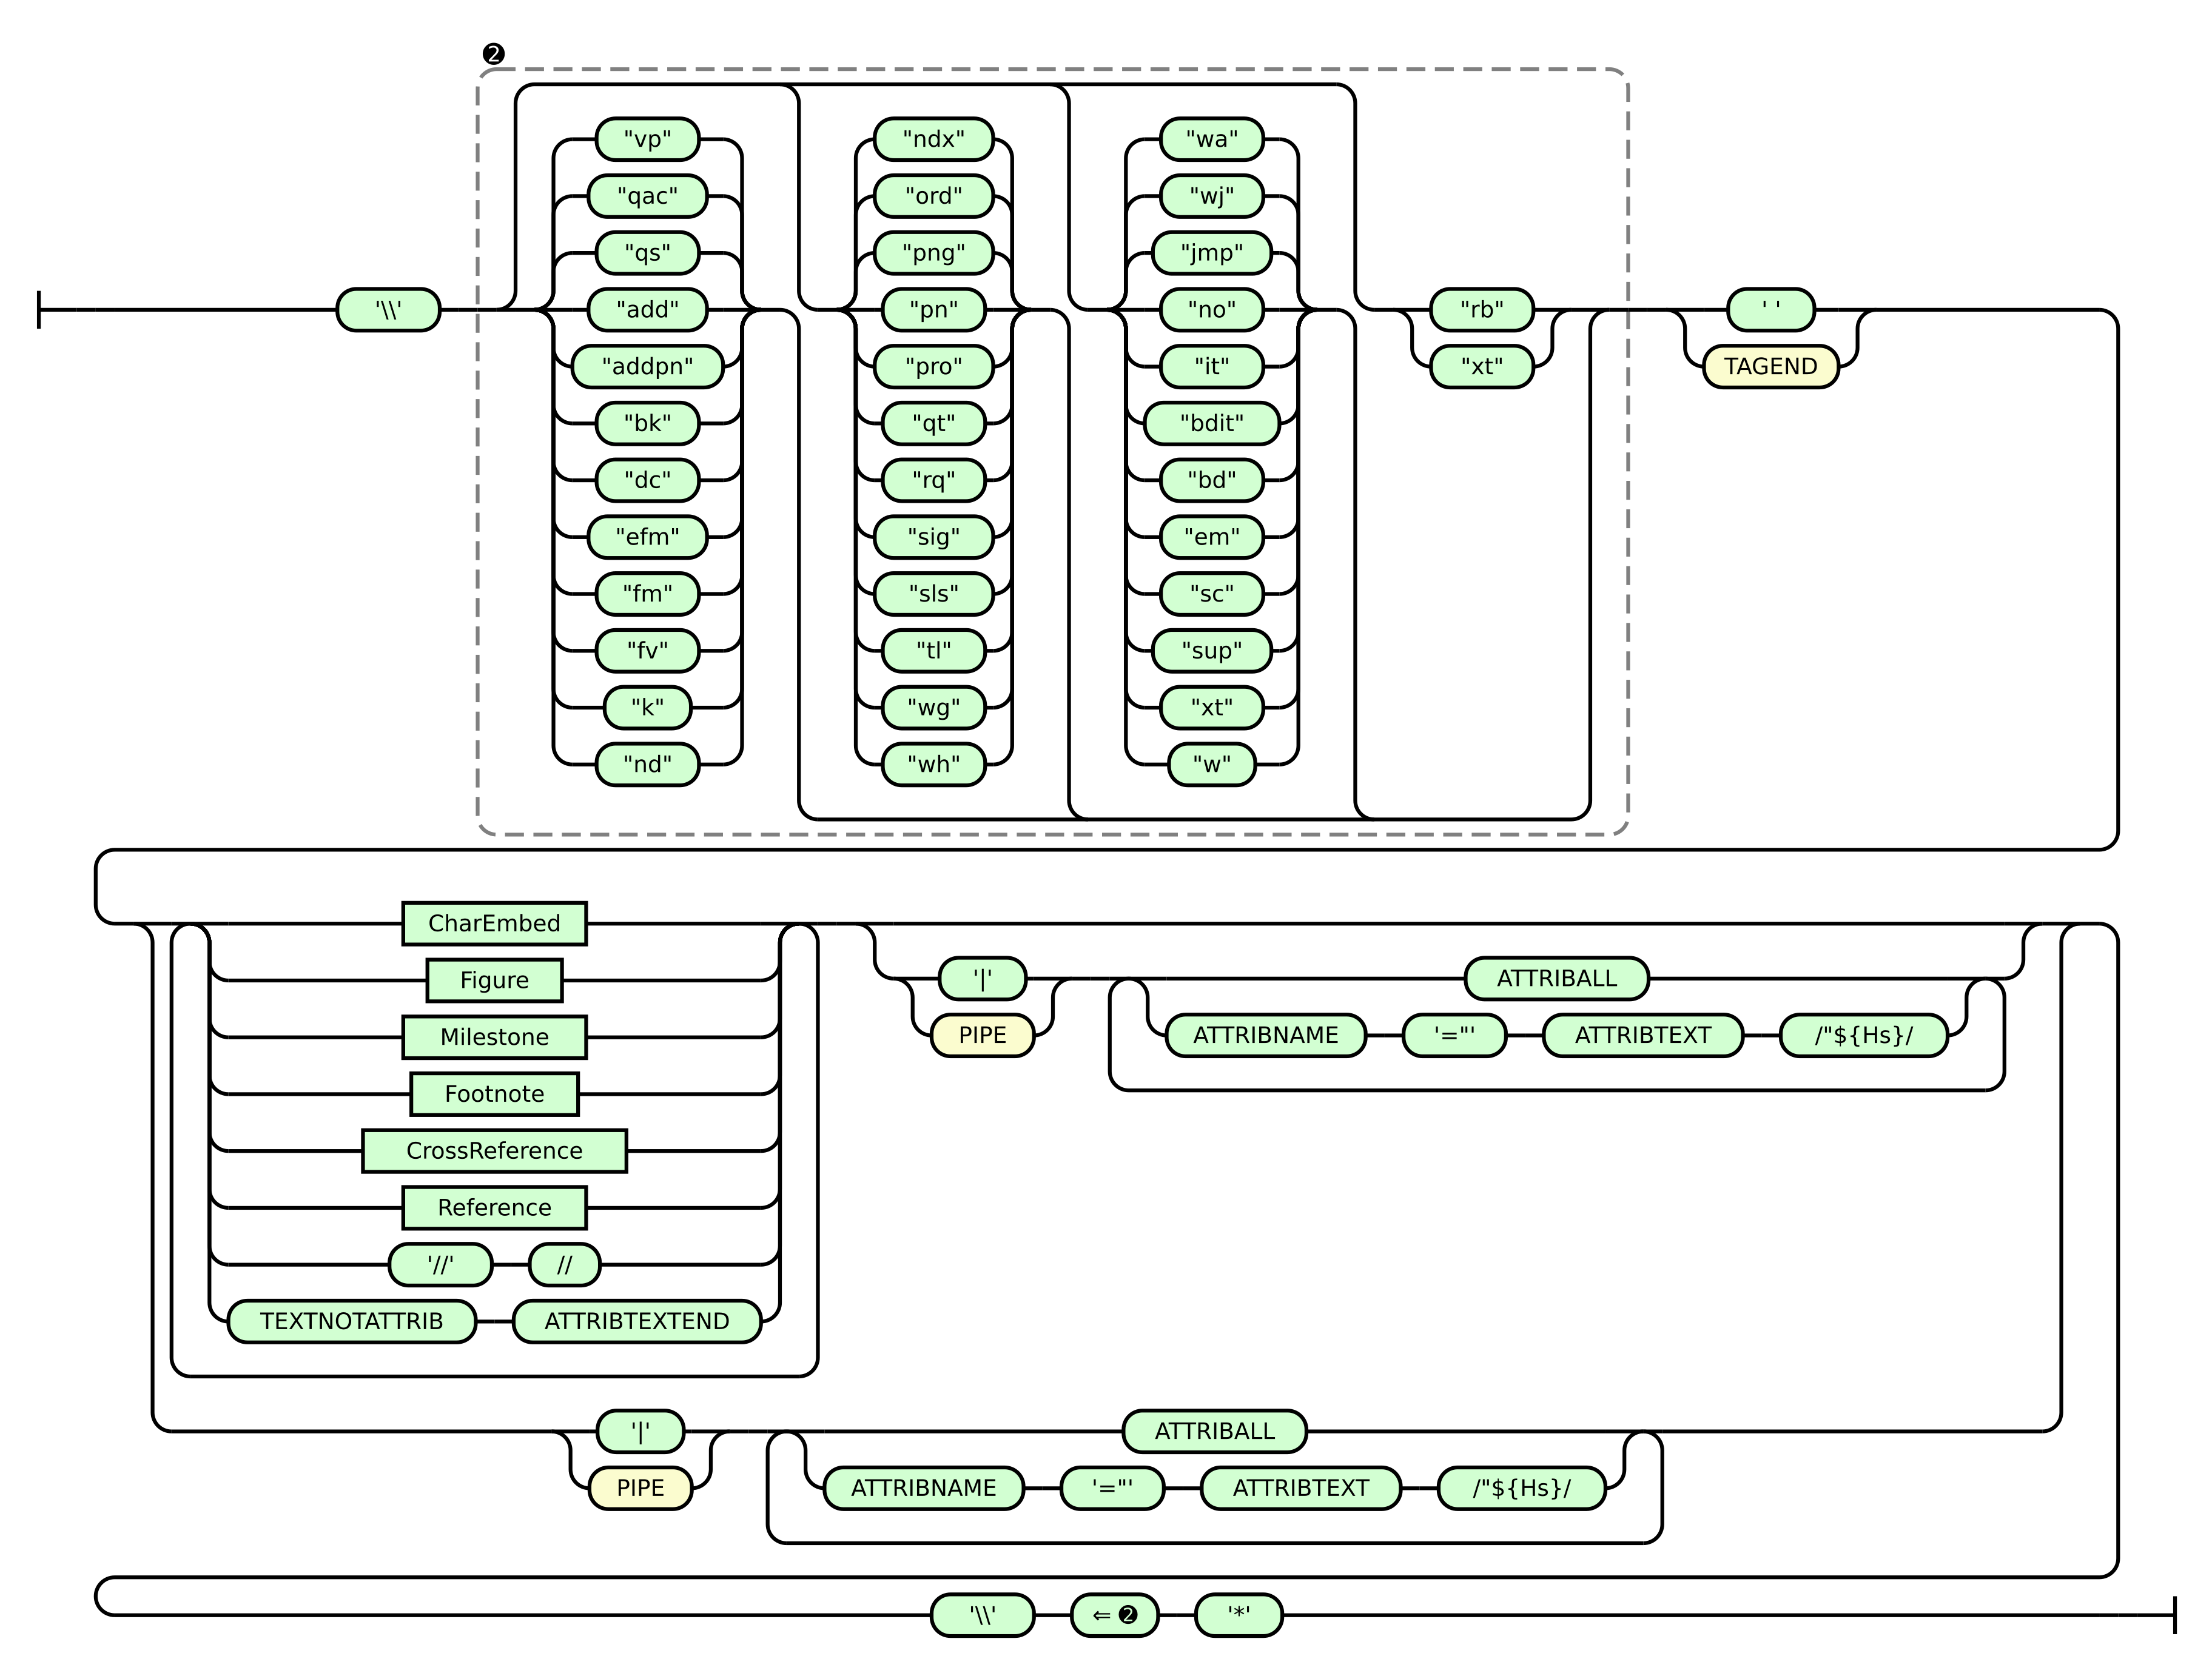 ❷
"vp" "ndx" "wa"
"qac" "ord" "wj"
"qs" "png" "jmp"
'\\' "add" "pn" "no" "rb" ' '
"addpn" "pro" "it" "xt" TAGEND
"bk" "qt" "bdit"
"dc" "rq" "bd"
"efm" "sig" "em"
"fm" "sls" "sc"
"fv" "tl" "sup"
"k" "wg" "xt"
"nd" "wh" "w"
CharEmbed
Figure '|' ATTRIBALL
Milestone PIPE ATTRIBNAME '="' ATTRIBTEXT /"${Hs}/
Footnote
CrossReference
Reference
'//' //
TEXTNOTATTRIB ATTRIBTEXTEND
'|' ATTRIBALL
PIPE ATTRIBNAME '="' ATTRIBTEXT /"${Hs}/
'\\' ⇐ ❷ '*'